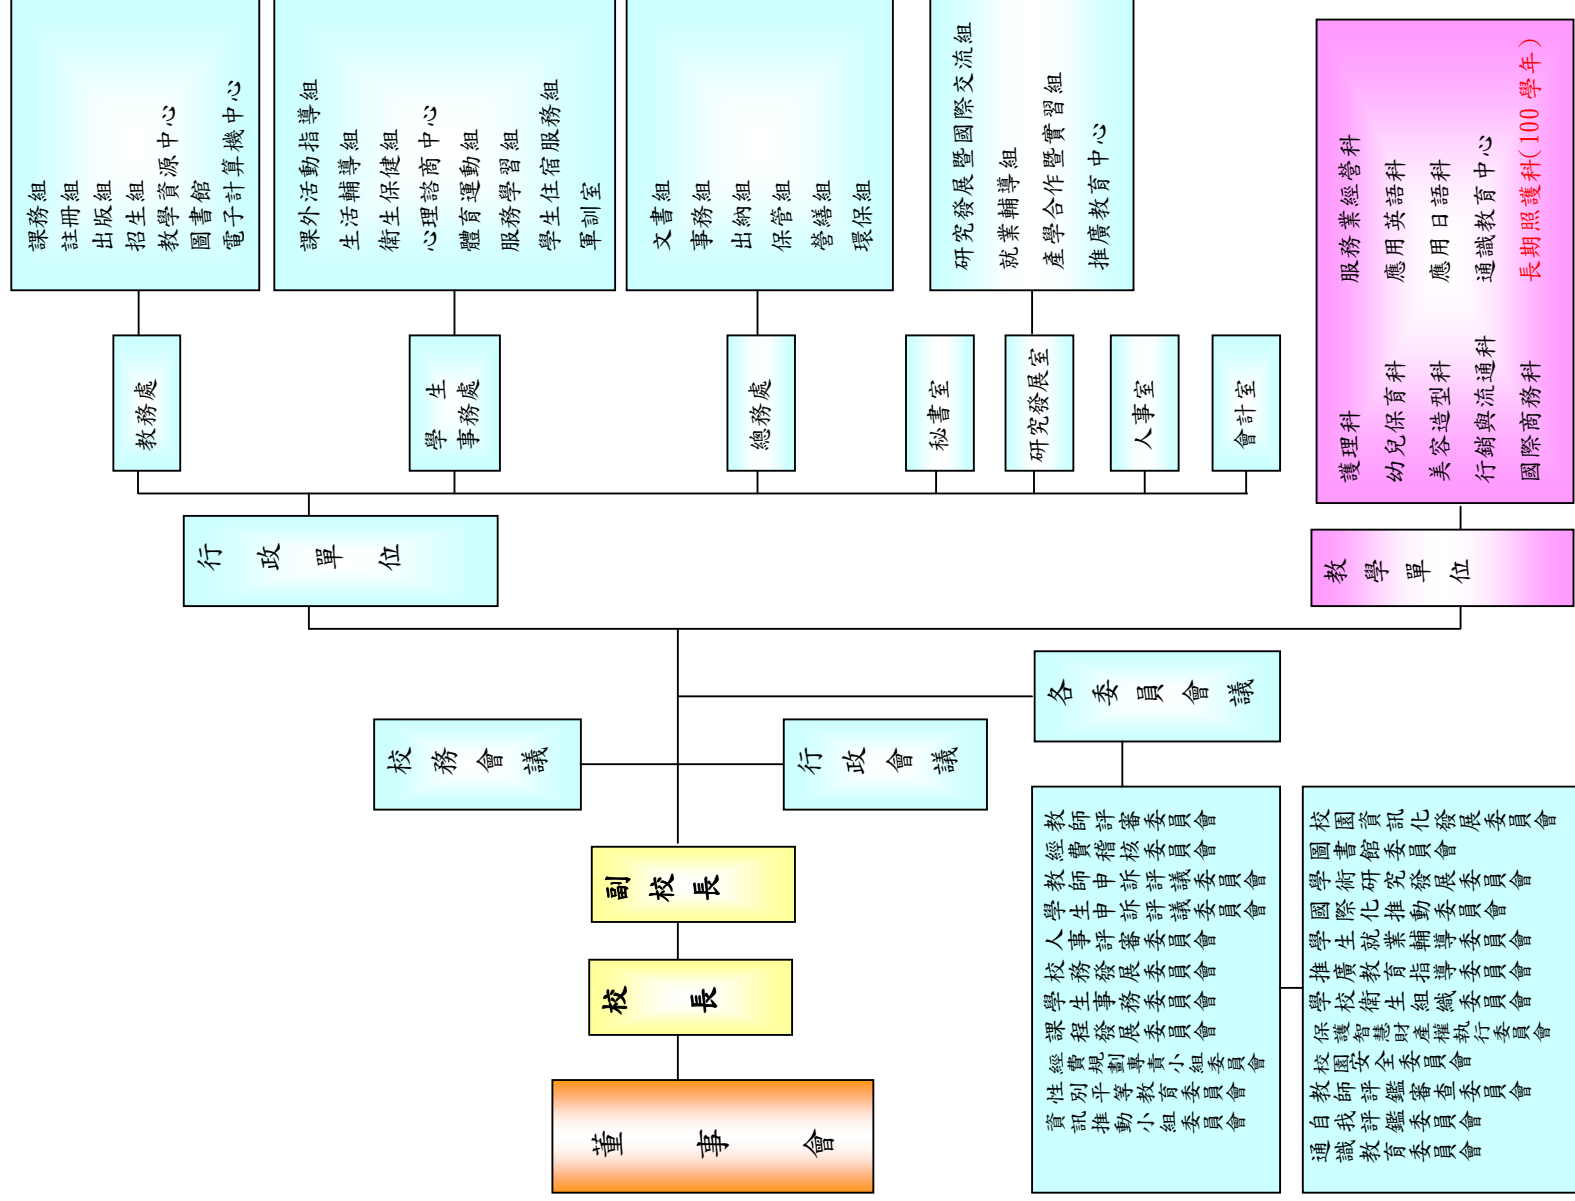 董事會
校長
副校長
校務會議
行政會議
各委員會議
教師評審委員會
經費稽核委員會
教師申訴評議委員會
學生申訴評議委員會
人事評審委員會
校務發展委員會
學生事務委員會
課程發展委員會
經費規劃專責小組委員會
性別平等教育委員會
資訊推動小組委員會
校園資訊化發展委員會
圖書館委員會
學術研究發展委員會
國際化推動委員會
學生就業輔導委員會
推廣教育指導委員會
學校衛生組織委員會
保護智慧財產權執行委員會
校園安全委員會
教師評鑑審查委員會
自我評鑑委員會
通識教育委員會
行政單位
教務處
課務組
註冊組
出版組
招生組
教學資源中心
圖書館
電子計算機中心
學生
事務處
課外活動指導組
生活輔導組
衛生保健組
心理諮商中心
體育運動組
服務學習組
學生住宿服務組
軍訓室
總務處
文書組
事務組
出納組
保管組
營繕組
環保組
秘書室
研究發展室
研究發展暨國際交流組
就業輔導組
產學合作暨實習組
推廣教育中心
人事室
會計室
教學單位
護理科 服務業經營科
幼兒保育科 應用英語科
美容造型科 應用日語科
行銷與流通科 通識教育中心
國際商務科 長期照護科(100 學年)